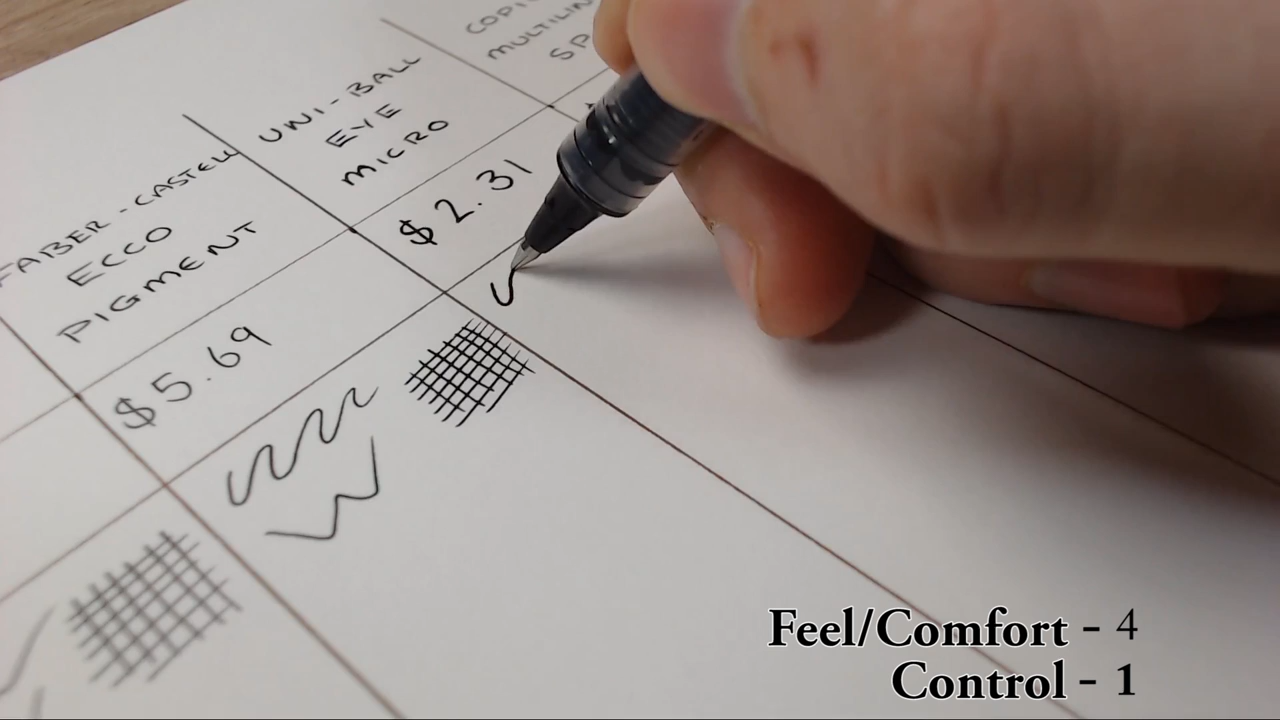 FABER-CASTELL
ECCO
PIGMENT
$5.69
UNI-BALL
EYE
MICRO
$2.31
Feel/Comfort - 4
Control - 1